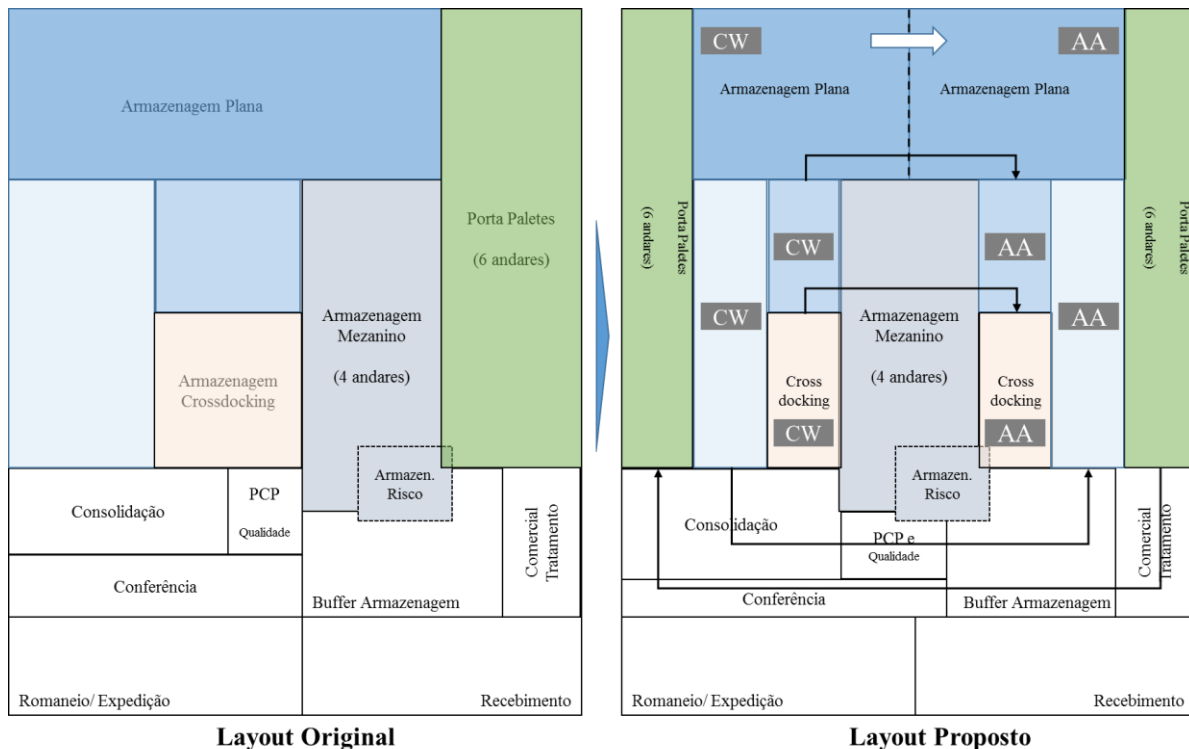 Armazenagem Plana
Porta Paletes
(6 andares)
Armazenagem
Mezanino
(4 andares)
Armazenagem
Crossdocking
Armazen.
Risco
Consolidação
PCP
Qualidade
Comercial
Tratamento
Conferência
Buffer Armazenagem
Romaneio/ Expedição
Recebimento
Layout Original
CW
AA
Armazenagem Plana
Armazenagem Plana
Porta Paletes
(6 andares)
Porta Paletes
(6 andares)
CW
AA
CW
AA
Armazenagem
Mezanino
(4 andares)
Cross
docking
CW
Cross
docking
AA
Armazen.
Risco
Consolidação
PCP e
Qualidade
Comercial
Tratamento
Conferência
Buffer Armazenagem
Romaneio/ Expedição
Recebimento
Layout Proposto